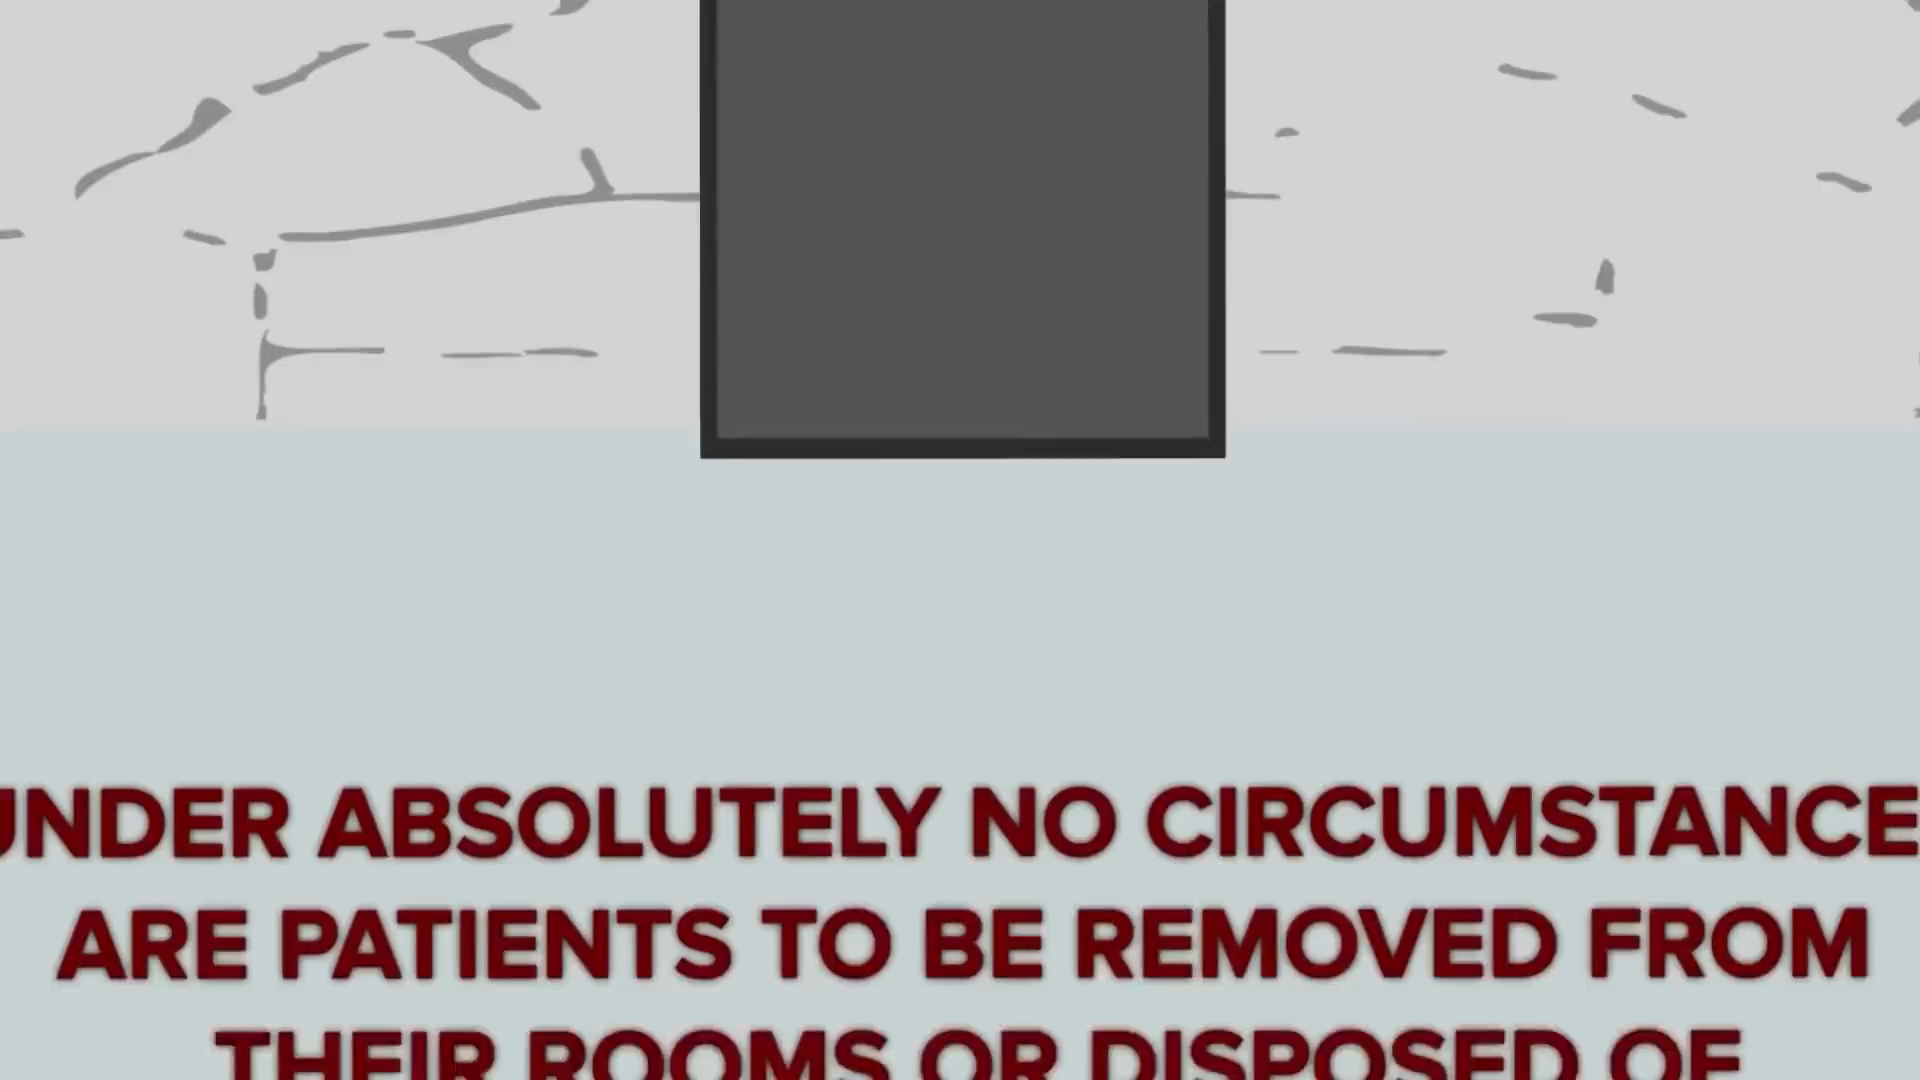 UNDER ABSOLUTELY NO CIRCUMSTANCE
ARE PATIENTS TO BE REMOVED FROM
THEIR ROOMS OR DISPOSED OF